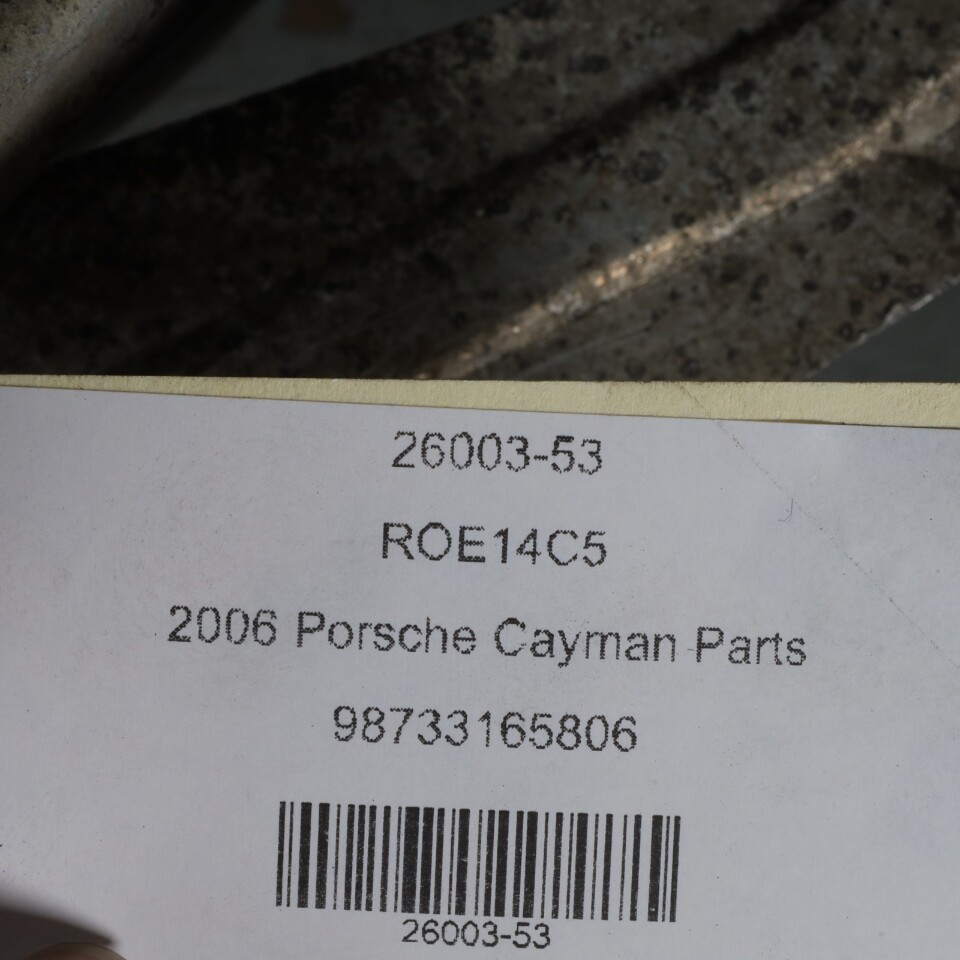 26003-53
ROE14C5
2006 Porsche Cayman Parts
98733165806
26003-53